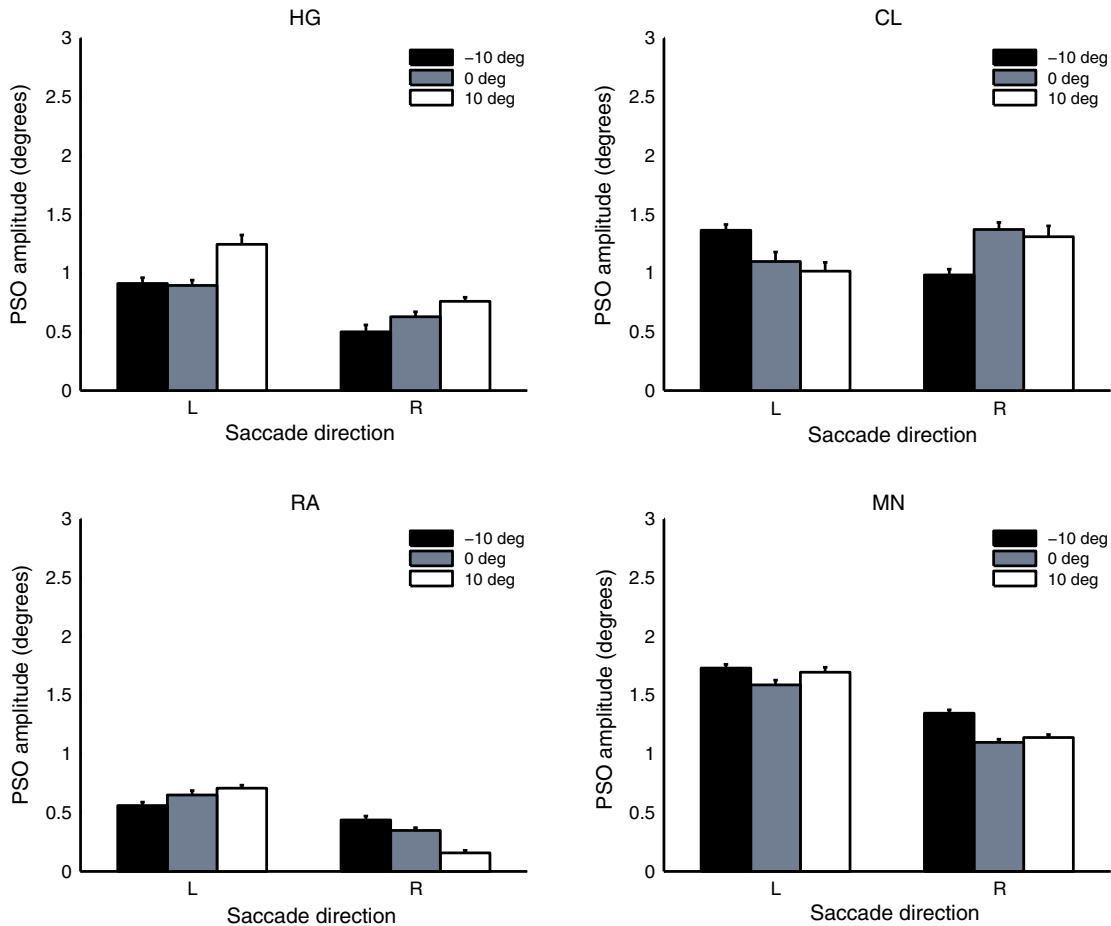 HG
PSO amplitude (degrees)
3
2.5
2
1.5
1
0.5
0
−10 deg
0 deg
10 deg
L
R
Saccade direction
CL
PSO amplitude (degrees)
3
2.5
2
1.5
1
0.5
0
−10 deg
0 deg
10 deg
L
R
Saccade direction
RA
PSO amplitude (degrees)
3
2.5
2
1.5
1
0.5
0
−10 deg
0 deg
10 deg
L
R
Saccade direction
MN
PSO amplitude (degrees)
3
2.5
2
1.5
1
0.5
0
−10 deg
0 deg
10 deg
L
R
Saccade direction